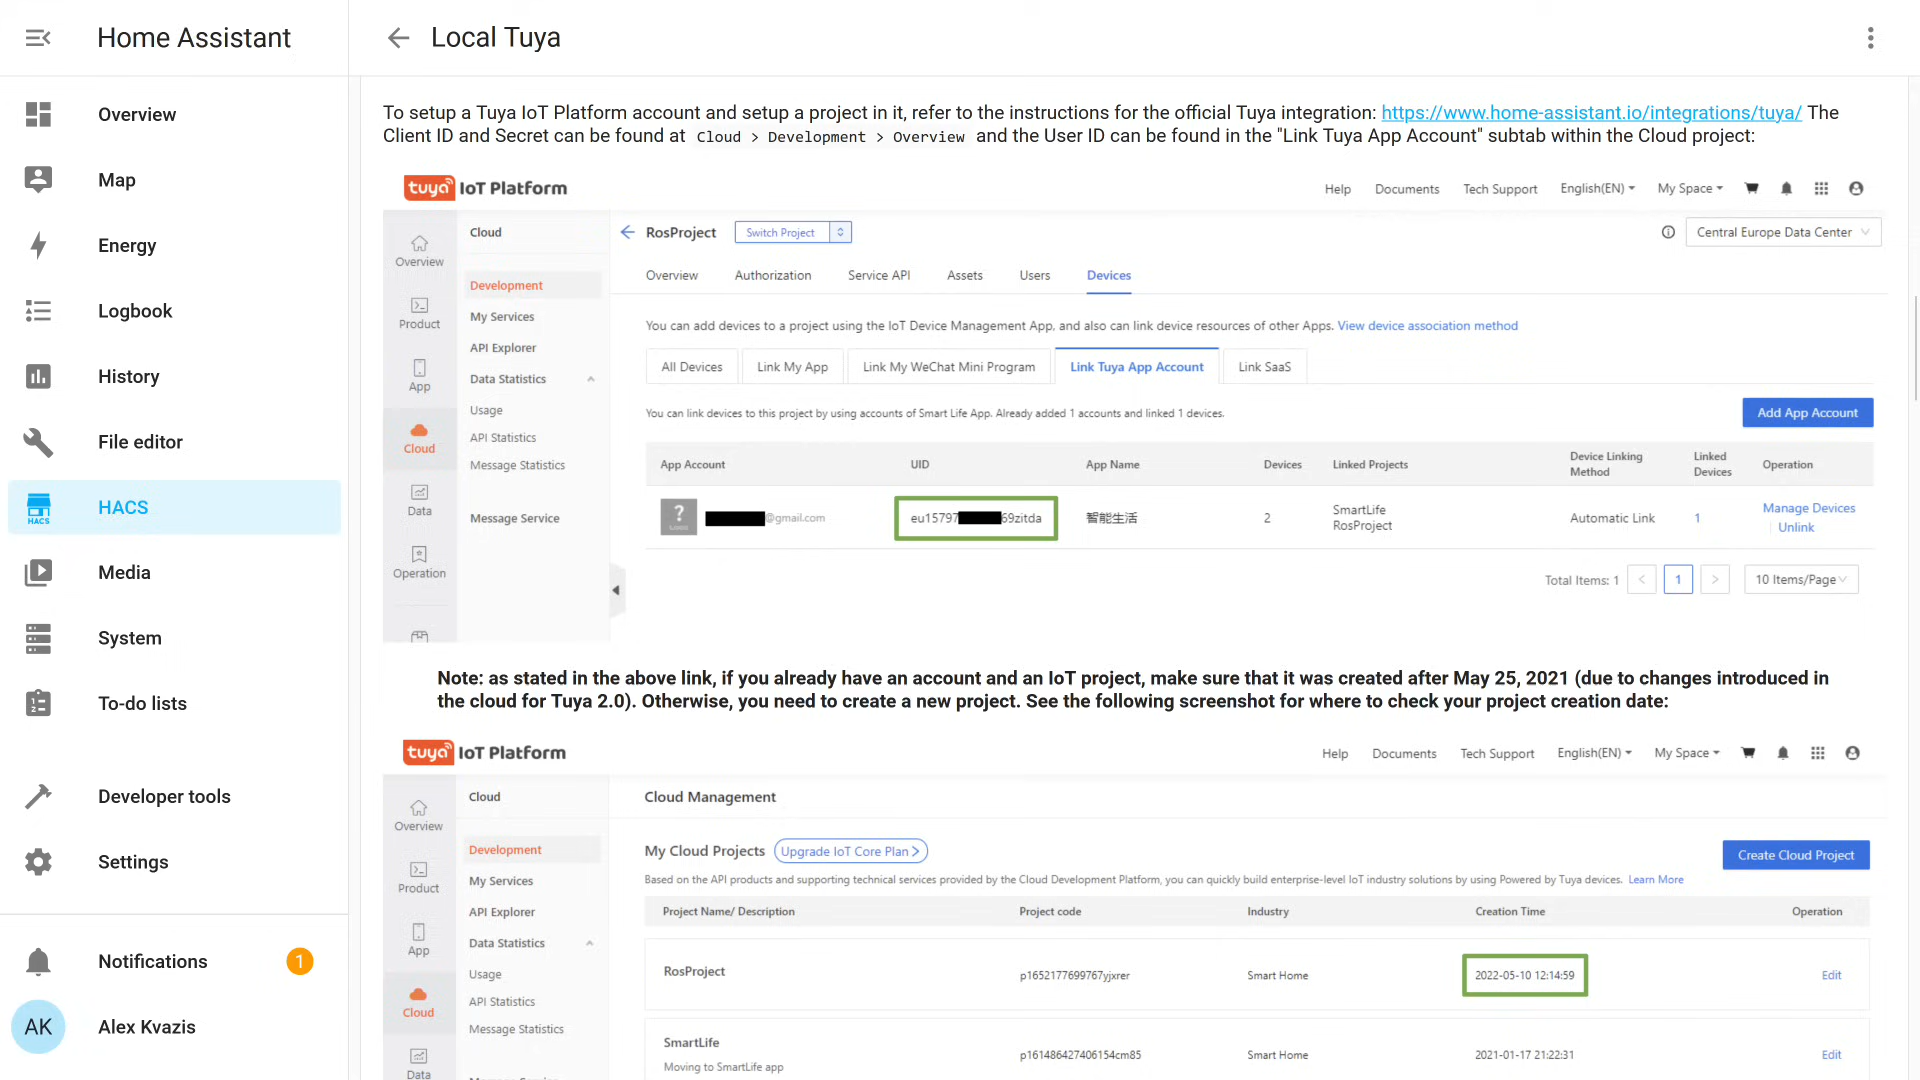 Home Assistant
Local Tuya
Overview
Map
Energy
Logbook
History
File editor
HACS
HACS
Media
System
To-do lists
Developer tools
Settings
Notifications
1
AK
Alex Kvazis
To setup a Tuya IoT Platform account and setup a project in it, refer to the instructions for the official Tuya integration: https://www.home-assistant.io/integrations/tuya/ The
Client ID and Secret can be found at Cloud > Development > Overview and the User ID can be found in the "Link Tuya App Account" subtab within the Cloud project:
tuya IoT Platform
Help Documents Tech Support English(EN) My Space
Overview
Product
App
Cloud
Data
Operation
Cloud
Development
My Services
API Explorer
Data Statistics
Usage
API Statistics
Message Statistics
Message Service
RosProject Switch Project
Central Europe Data Center
Overview Authorization Service API Assets Users Devices
You can add devices to a project using the IoT Device Management App, and also can link device resources of other Apps. View device association method
All Devices Link My App Link My WeChat Mini Program Link Tuya App Account Link SaaS
You can link devices to this project by using accounts of Smart Life App. Already added 1 accounts and linked 1 devices.
Add App Account
App Account UID App Name Devices Linked Projects Device Linking Method Linked Devices Operation
?
@gmail.com eu15797 69zitda 智能生活 2 SmartLife RosProject Automatic Link 1 Manage Devices
Unlink
Total Items: 1 < 1 > 10 Items/Page
Note: as stated in the above link, if you already have an account and an IoT project, make sure that it was created after May 25, 2021 (due to changes introduced in
the cloud for Tuya 2.0). Otherwise, you need to create a new project. See the following screenshot for where to check your project creation date:
tuya IoT Platform
Help Documents Tech Support English(EN) My Space
Overview
Product
App
Cloud
Data
Cloud
Development
My Services
API Explorer
Data Statistics
Usage
API Statistics
Message Statistics
Cloud Management
My Cloud Projects Upgrade IoT Core Plan >
Create Cloud Project
Based on the API products and supporting technical services provided by the Cloud Development Platform, you can quickly build enterprise-level IoT industry solutions by using Powered by Tuya devices. Learn More
Project Name/ Description Project code Industry Creation Time Operation
RosProject p1652177699767yjxrer Smart Home 2022-05-10 12:14:59 Edit
SmartLife
Moving to SmartLife app
p161486427406154cm85 Smart Home 2021-01-17 21:22:31 Edit